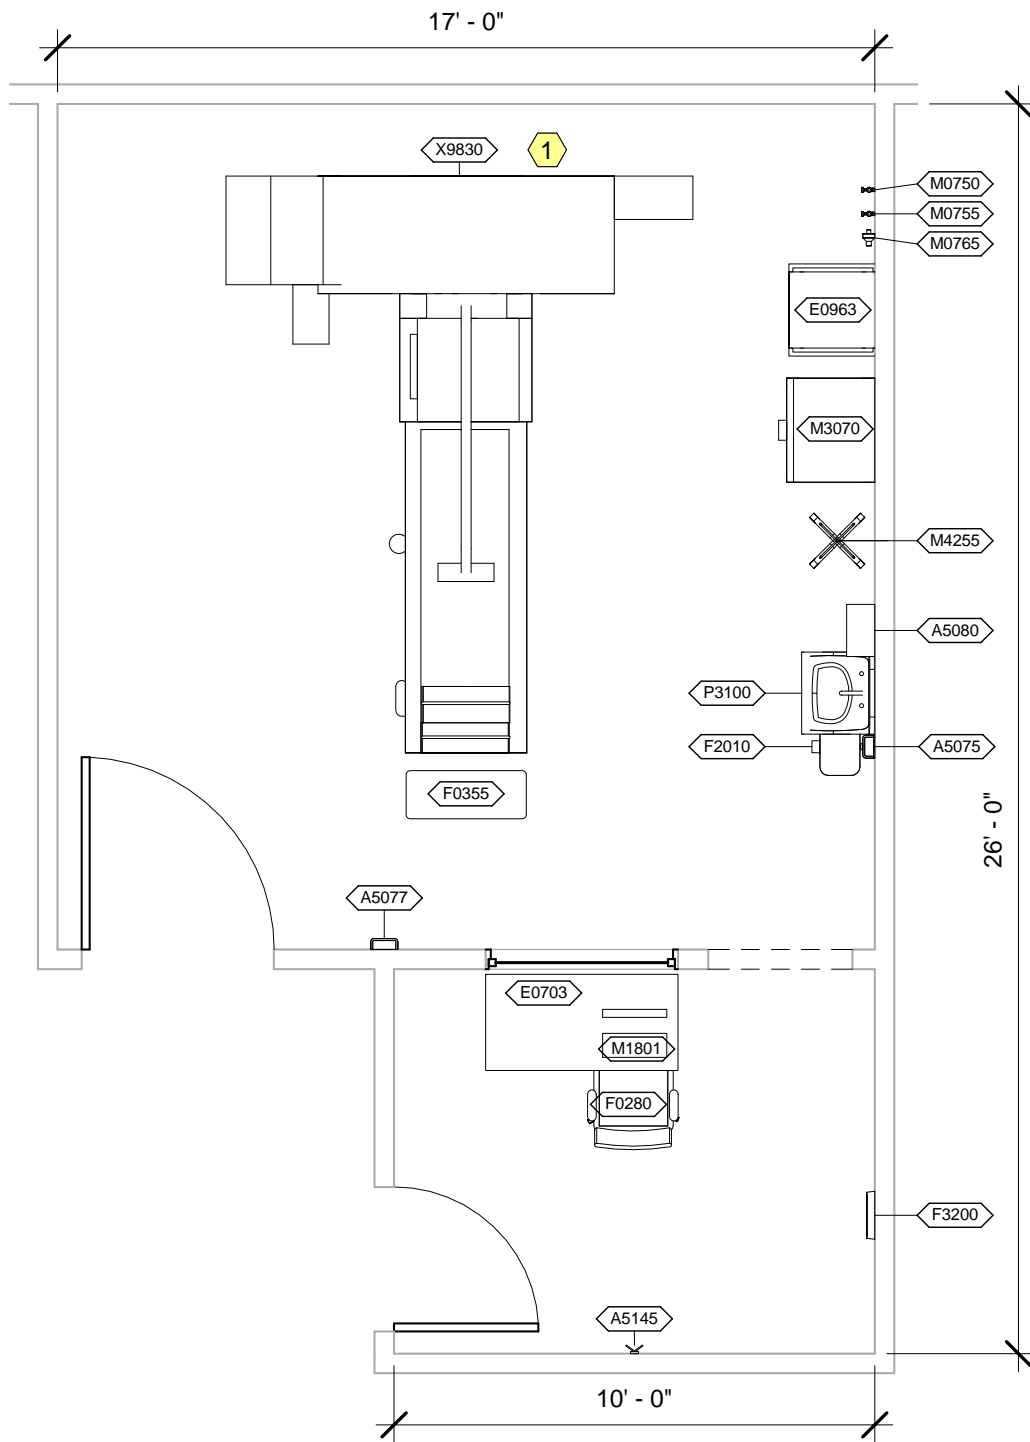 17' - 0"
X9830
1
M0750
M0755
M0765
E0963
M3070
M4255
A5080
P3100
F2010
A5075
F0355
26' - 0"
A5077
E0703
M1801
F0280
F3200
A5145
10' - 0"